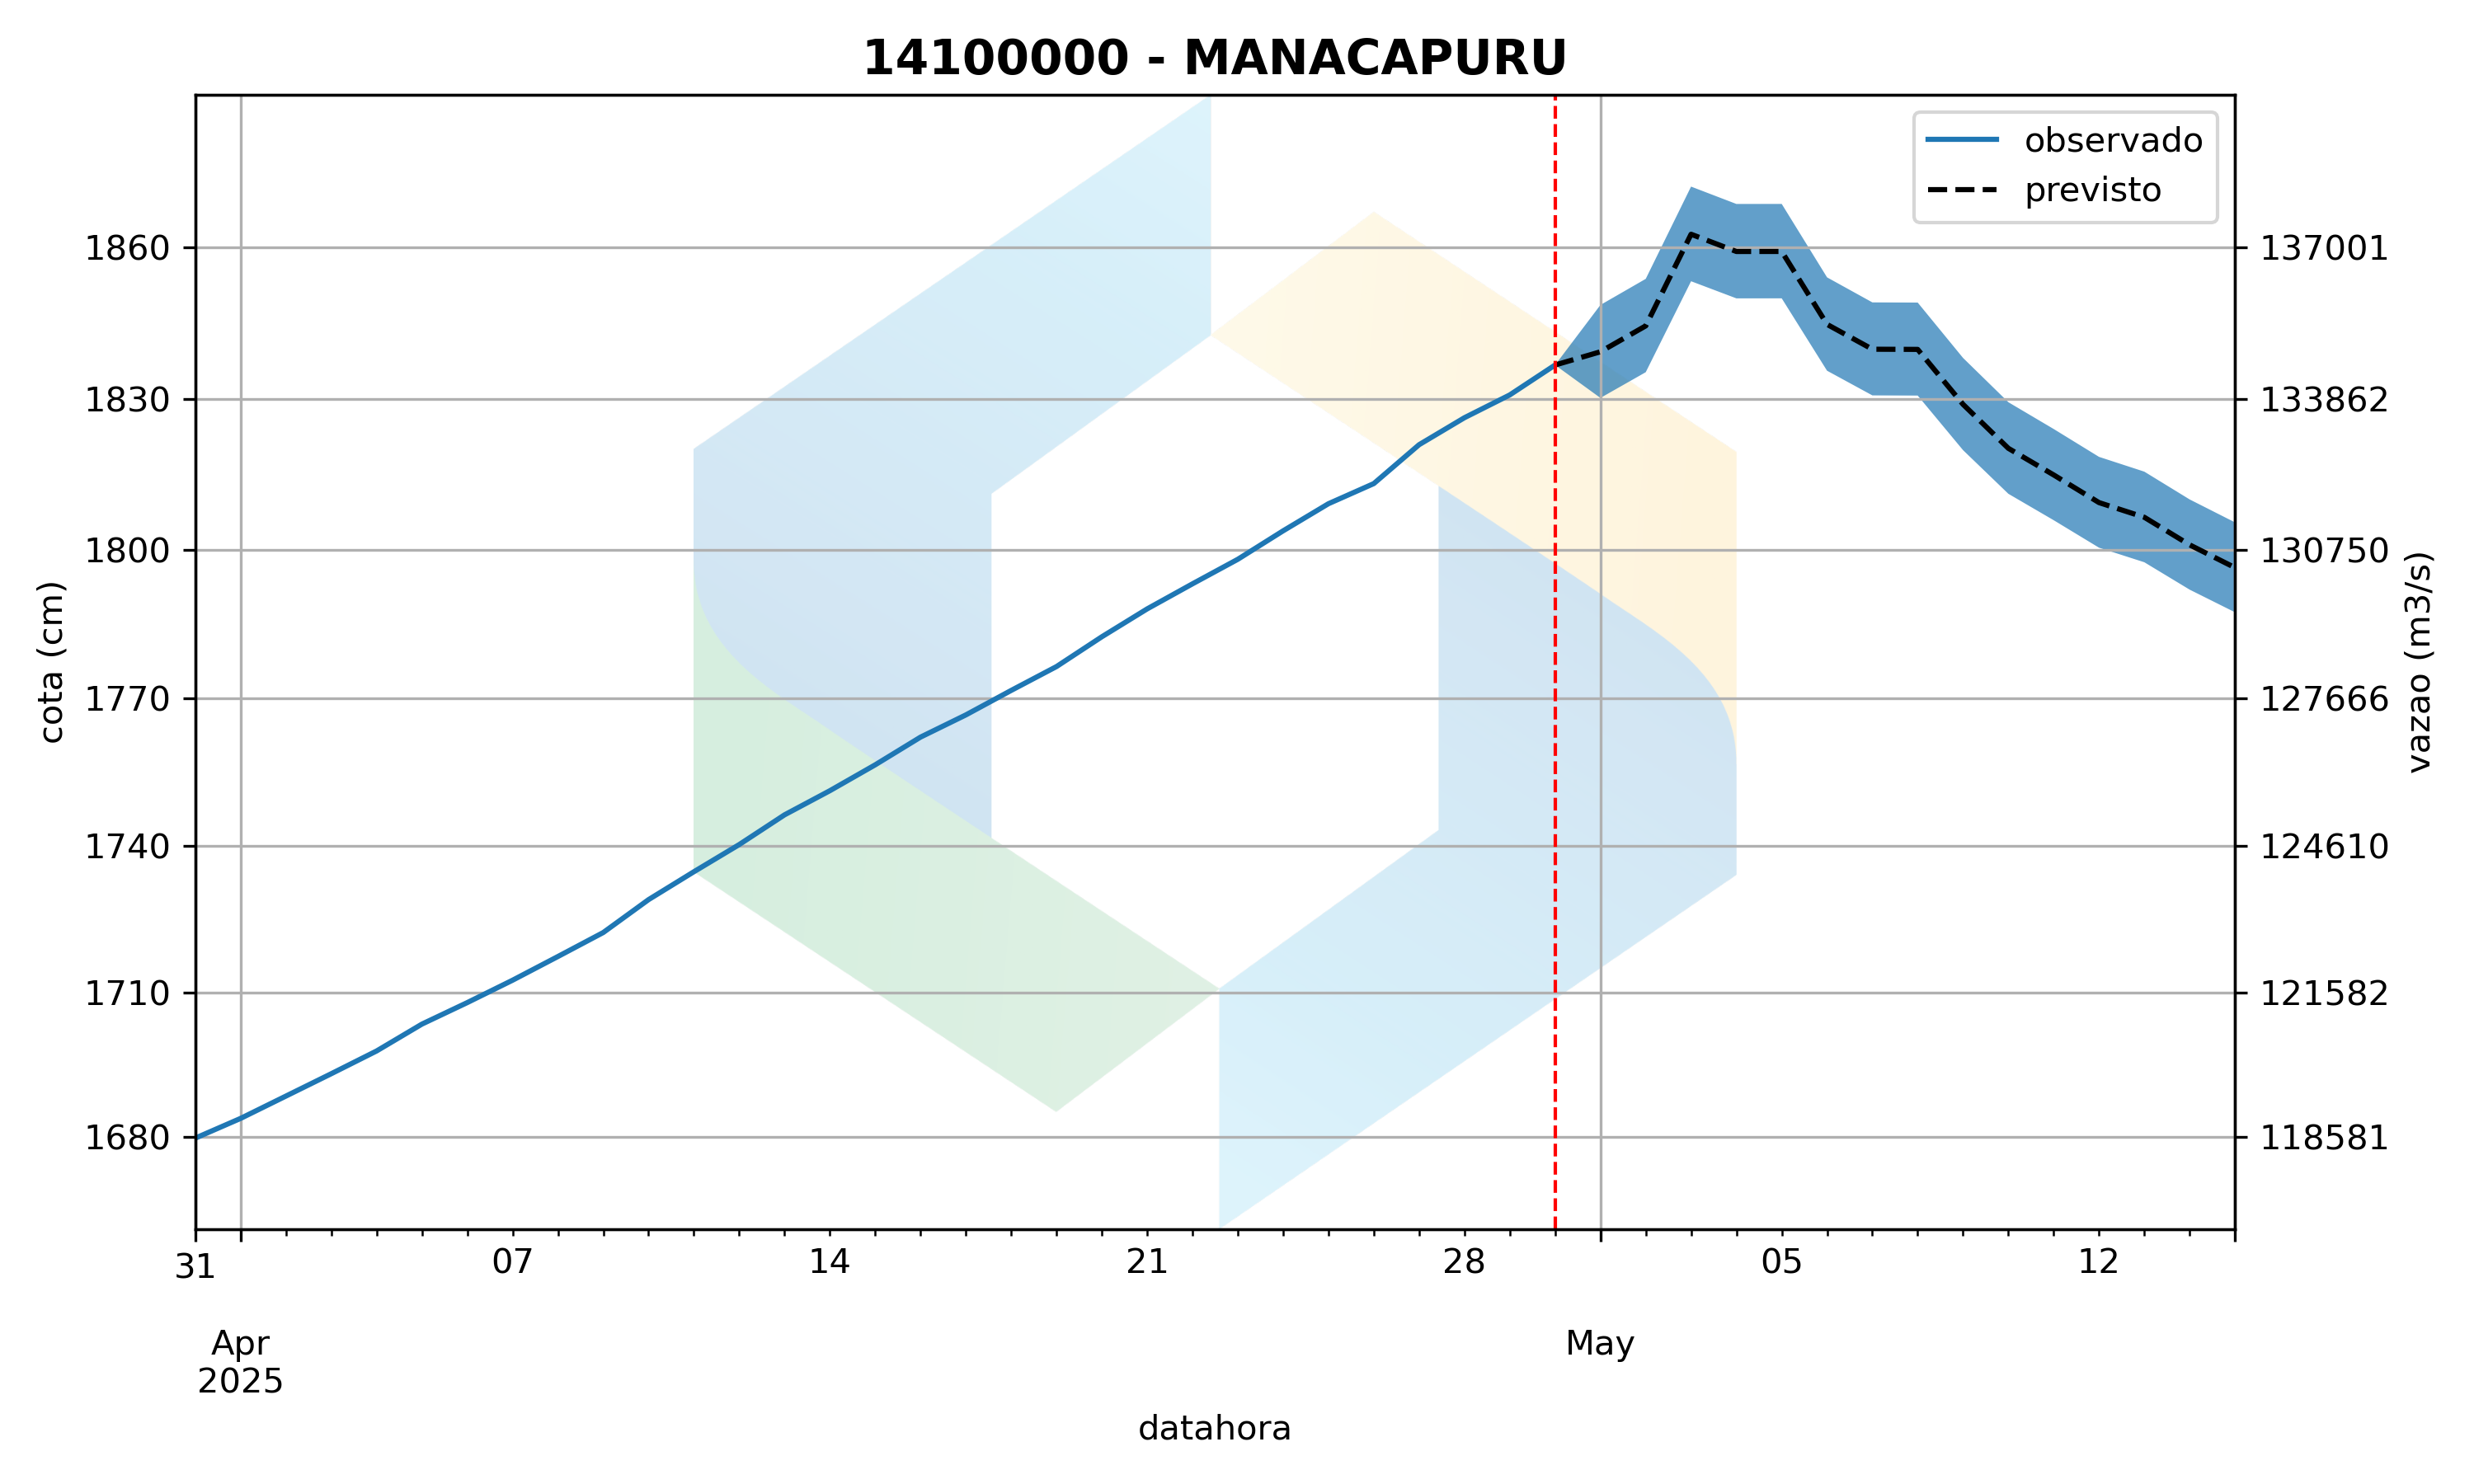 14100000 - MANACAPURU
observado
previsto
1860
1830
1800
1770
1740
1710
1680
cota (cm)
137001
133862
130750
127666
124610
121582
118581
vazao (m3/s)
31 07 14 21 28 05 12
Apr May
2025
datahora